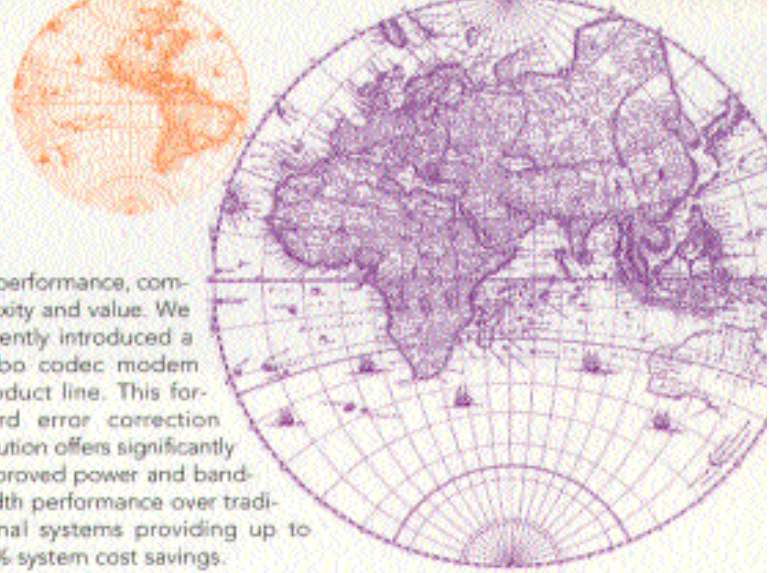 performance, com-
xity and value. We
ently introduced a
bo codec modem
oduct line. This for-
rd error correction
ution offers significantly
proved power and band-
dth performance over tradi-
nal systems providing up to
% system cost savings.